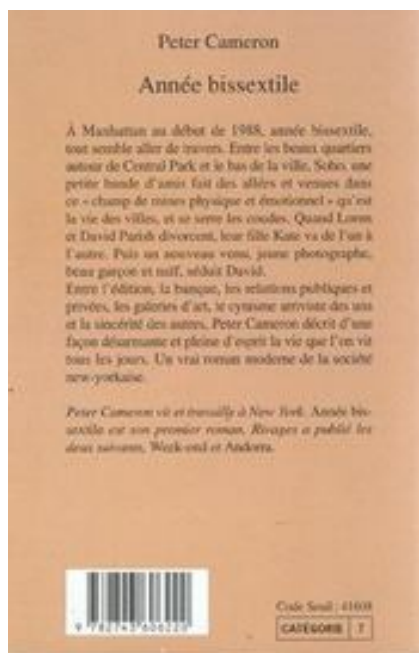 Peter Cameron
Année bissextile
À Manhattan au début de 1988, année bissextile,
tout semble aller de travers. Entre les beaux quartiers
autour de Central Park et le bas de la ville, Soho, une
petite bande d'amis fait des allées et venues dans
ce « champ de mines physique et émotionnel » qu'est
la vie des villes, et se serre les coudes. Quand Loren
et David Parish divorcent, leur fille Kate va de l'un à
l'autre. Puis un nouveau venu, jeune photographe,
beau garçon et naïf, séduit David.
Entre l'édition, la banque, les relations publiques et
privées, les galeries d'art, le cynisme arriviste des uns
et la sincérité des autres, Peter Cameron décrit d'une
façon désarmante et pleine d'esprit la vie que l'on vit
tous les jours. Un vrai roman moderne de la société
new-yorkaise.
Peter Cameron vit et travaille à New York. Année bis-
sextile est son premier roman. Rivages a publié les
deux suivants, Week-end et Andorra.
9 782743 606220
Code Seuil : 41608
CATÉGORIE 7